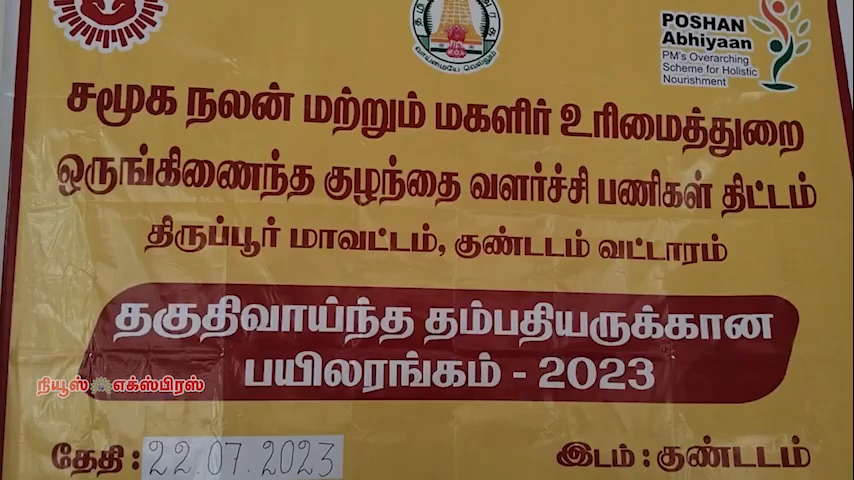 POSHAN
Abhiyaan
PM's Overarching
Scheme for Holistic
Nourishment
வாய்மையே வெல்லும்
சமூக நலன் மற்றும் மகளிர் உரிமைத்துறை
ஒருங்கிணைந்த குழந்தை வளர்ச்சி பணிகள் திட்டம்
திருப்பூர் மாவட்டம், குண்டடம் வட்டாரம்
தகுதிவாய்ந்த தம்பதியருக்கான
பயிலரங்கம் - 2023
நியூஸ் எக்ஸ்பிரஸ்
தேதி : 22.07.2023 இடம் : குண்டடம்